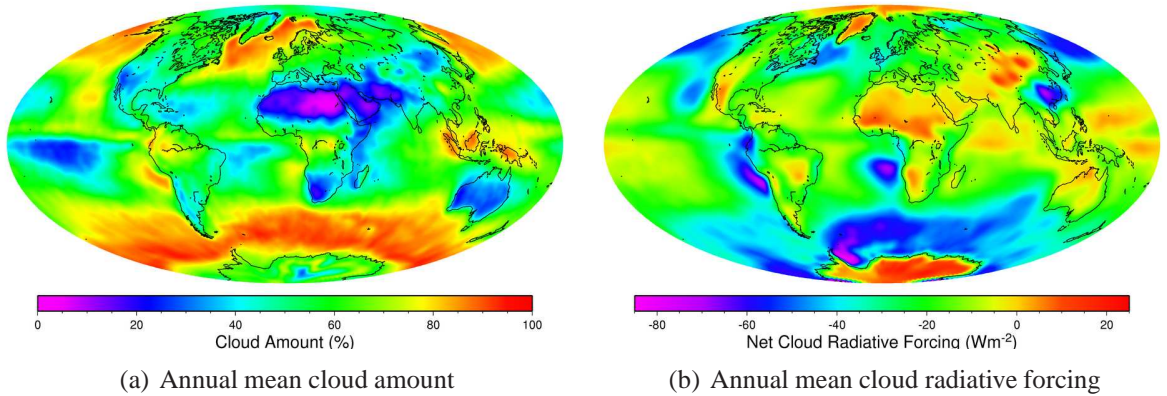 0 20 40 60 80 100
Cloud Amount (%)
(a) Annual mean cloud amount
-80 -60 -40 -20 0 20
Net Cloud Radiative Forcing (Wm-2)
(b) Annual mean cloud radiative forcing